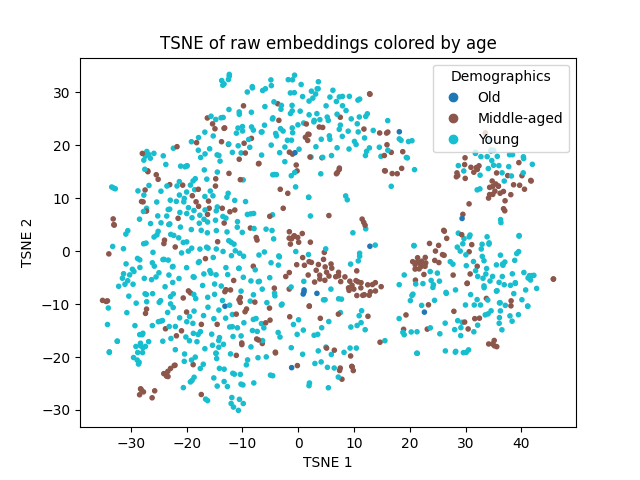 TSNE of raw embeddings colored by age
Demographics
Old
Middle-aged
Young
TSNE 2
30
20
10
0
−10
−20
−30
−30
−20
−10
0
10
20
30
40
TSNE 1